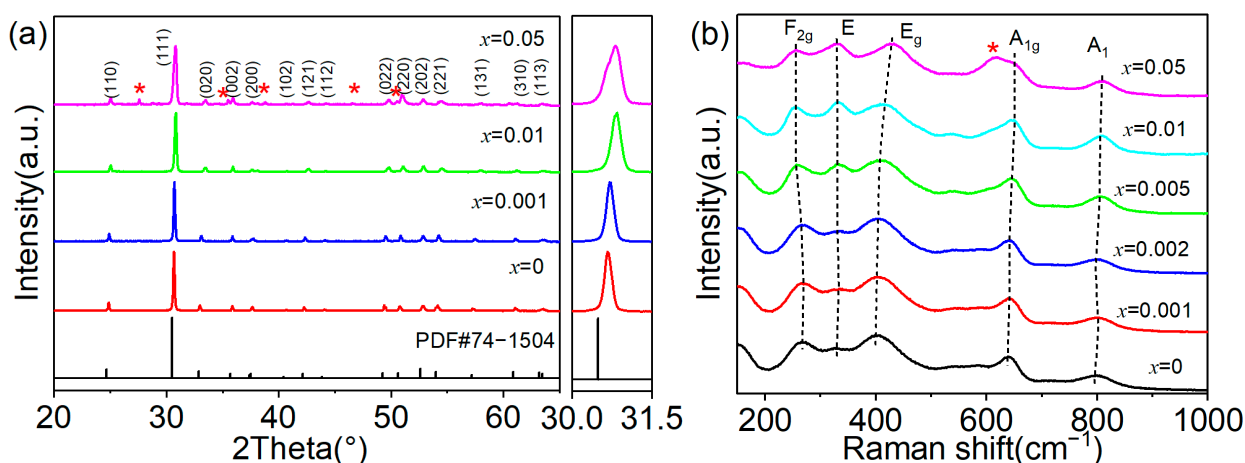 (a)
Intensity(a.u.)
x=0.05
(110) * (111) (020) * (002) (200) * (102) (121) (112) * (022) * (220) (202) (221) (131) (310) (113)
x=0.01
x=0.001
x=0
PDF#74−1504
20 30 40 50 60
2Theta(°)
30.0 31.5
(b)
Intensity(a.u.)
F2g E Eg * A1g A1
x=0.05
x=0.01
x=0.005
x=0.002
x=0.001
x=0
200 400 600 800 1000
Raman shift(cm−1)